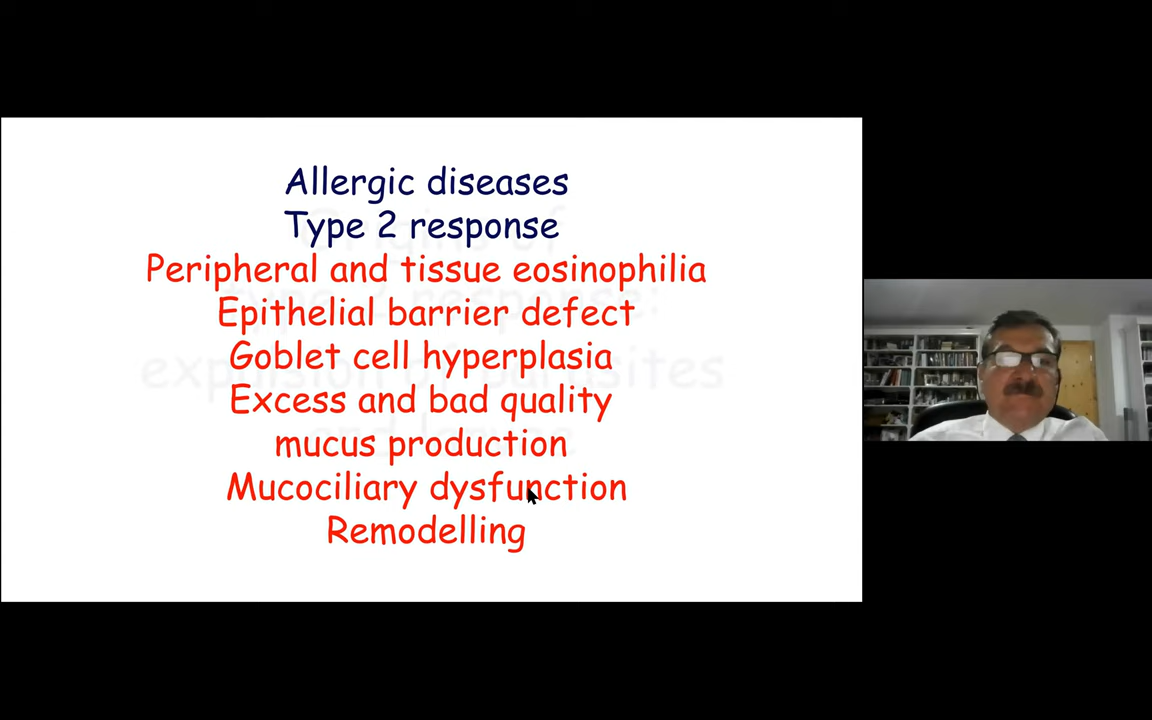 Allergic diseases
Type 2 response
Peripheral and tissue eosinophilia
Epithelial barrier defect
Goblet cell hyperplasia
Excess and bad quality
mucus production
Mucociliary dysfunction
Remodelling